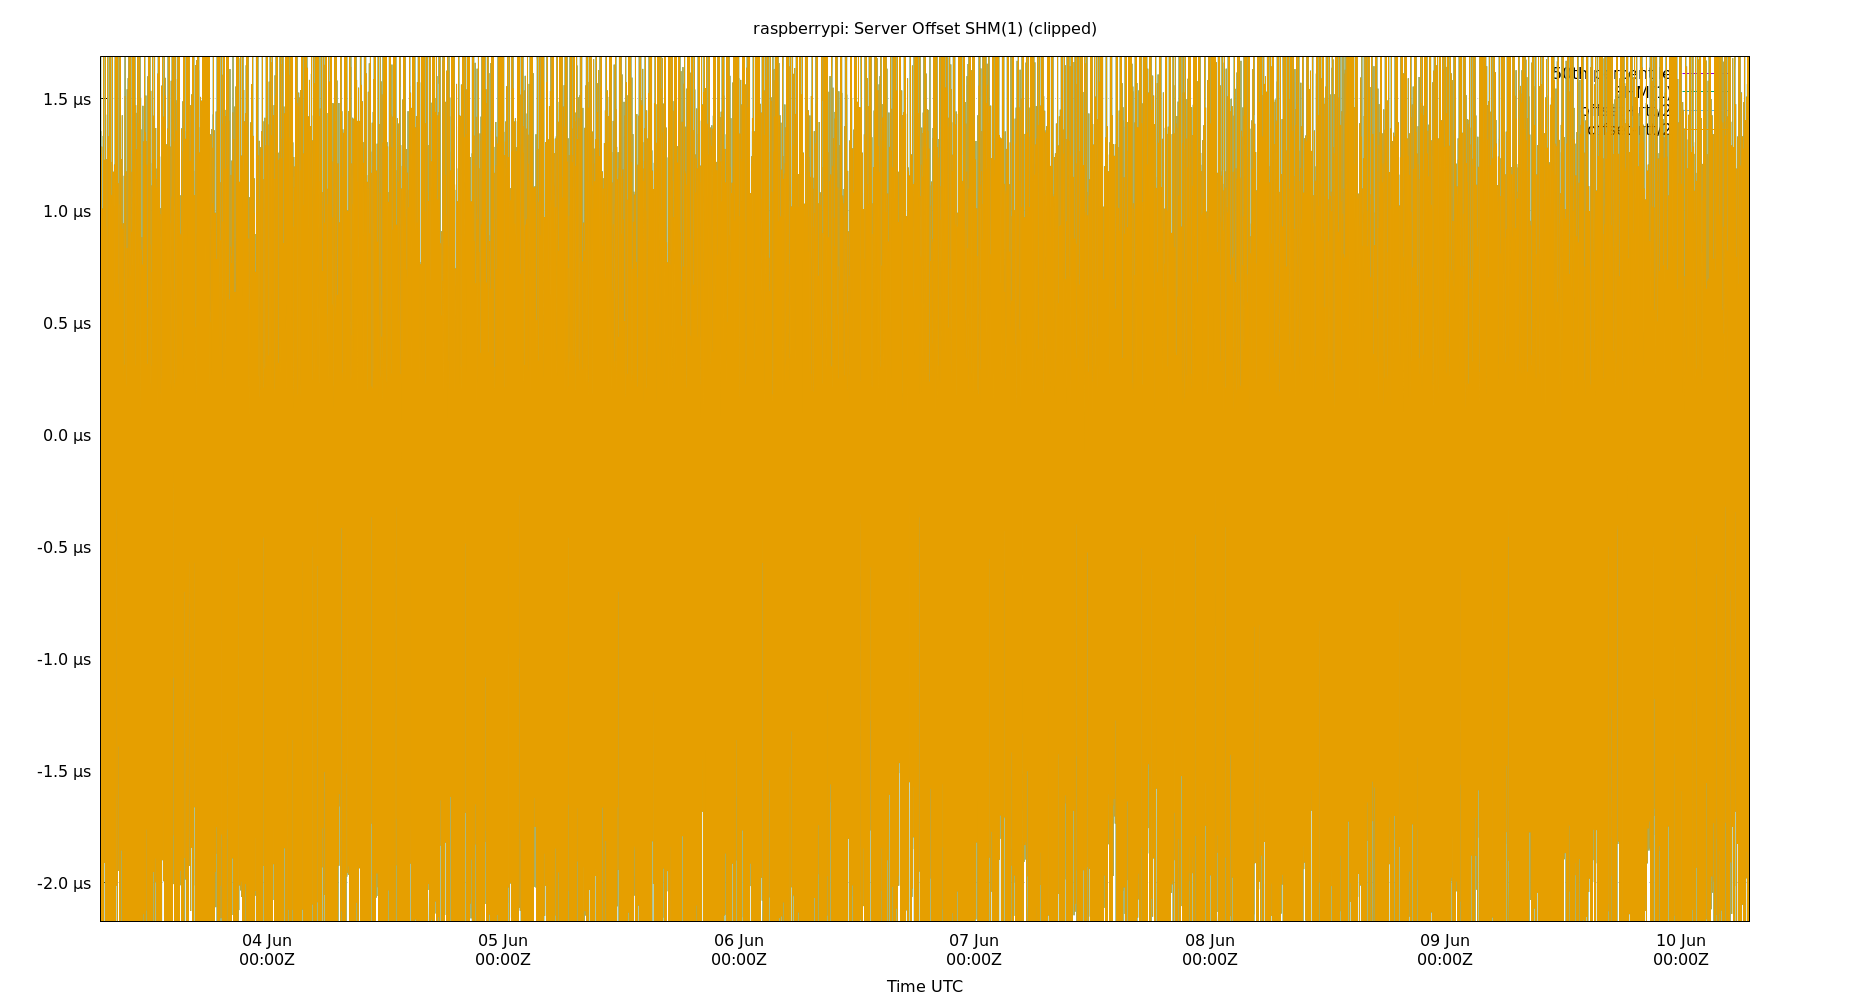 raspberrypi: Server Offset SHM(1) (clipped)
1.5 µs
1.0 µs
0.5 µs
0.0 µs
-0.5 µs
-1.0 µs
-1.5 µs
-2.0 µs
04 Jun
00:00Z
05 Jun
00:00Z
06 Jun
00:00Z
07 Jun
00:00Z
08 Jun
00:00Z
09 Jun
00:00Z
10 Jun
00:00Z
Time UTC